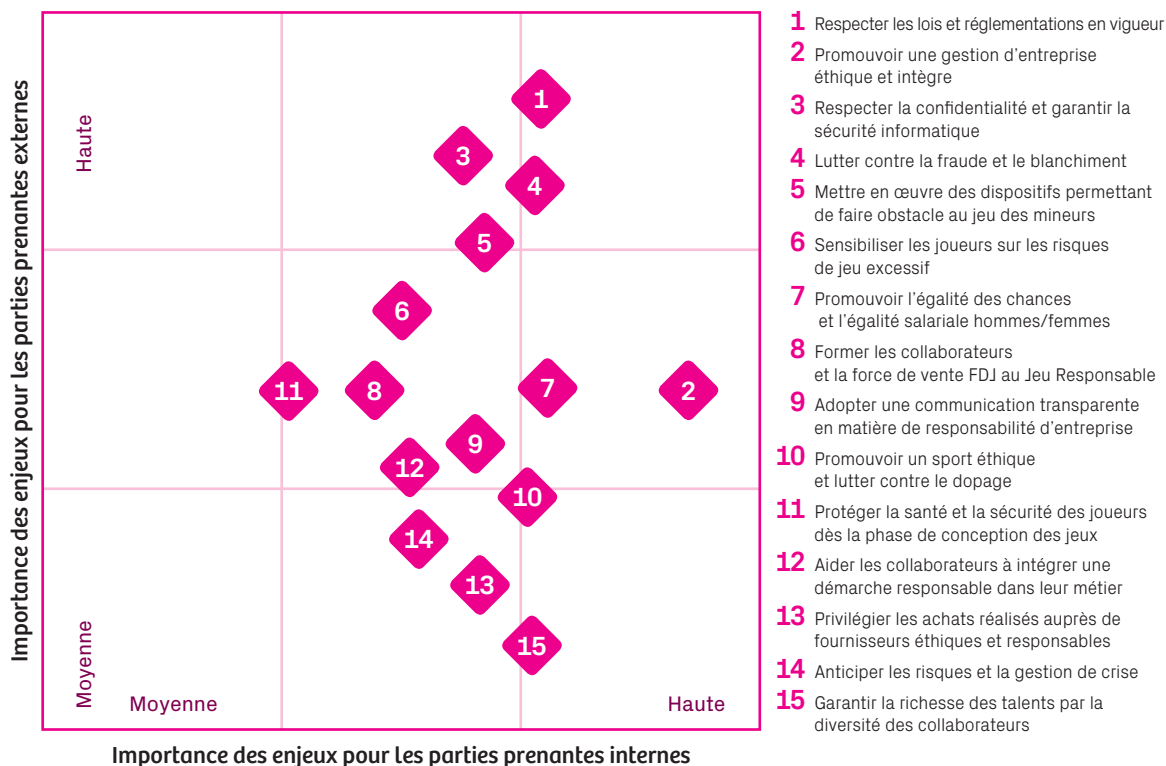 Importance des enjeux pour les parties prenantes externes
Haute
Moyenne
1
3
4
5
6
11
8
7
2
9
12
10
14
13
15
Moyenne
Haute
Importance des enjeux pour les parties prenantes internes
1 Respecter les lois et réglementations en vigueur
2 Promouvoir une gestion d’entreprise
éthique et intègre
3 Respecter la confidentialité et garantir la
sécurité informatique
4 Lutter contre la fraude et le blanchiment
5 Mettre en œuvre des dispositifs permettant
de faire obstacle au jeu des mineurs
6 Sensibiliser les joueurs sur les risques
de jeu excessif
7 Promouvoir l’égalité des chances
et l’égalité salariale hommes/femmes
8 Former les collaborateurs
et la force de vente FDJ au Jeu Responsable
9 Adopter une communication transparente
en matière de responsabilité d’entreprise
10 Promouvoir un sport éthique
et lutter contre le dopage
11 Protéger la santé et la sécurité des joueurs
dès la phase de conception des jeux
12 Aider les collaborateurs à intégrer une
démarche responsable dans leur métier
13 Privilégier les achats réalisés auprès de
fournisseurs éthiques et responsables
14 Anticiper les risques et la gestion de crise
15 Garantir la richesse des talents par la
diversité des collaborateurs